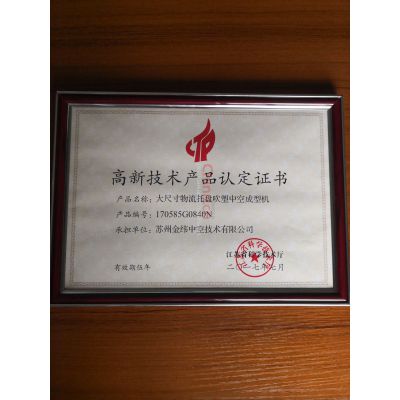 高新技术产品认定证书
产品名称：大尺寸物流托盘吹塑中空成型机
产品编号：170585G0840N
承担单位：苏州金纬中空技术有限公司
江苏省科学技术厅
有效期伍年
二〇一七年七月